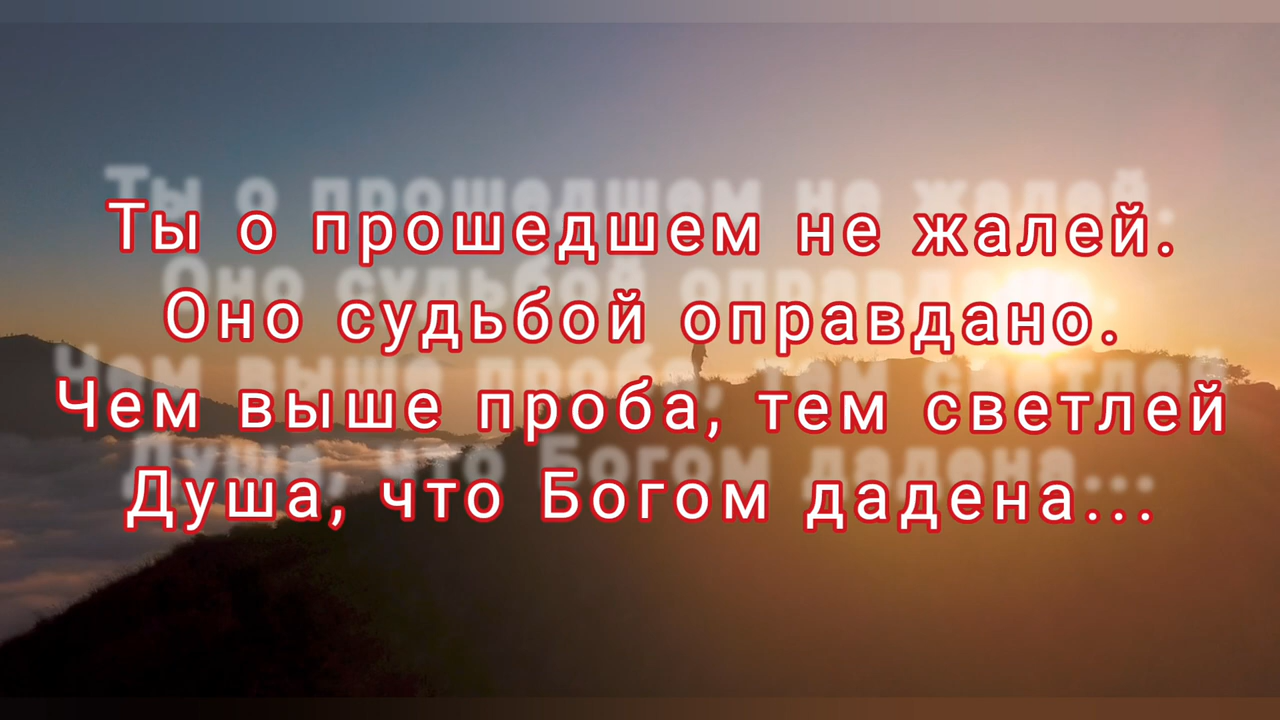 Ты о прошедшем не жалей.
Оно судьбой оправдано.
Чем выше проба, тем светлей
Душа, что Богом дадена...